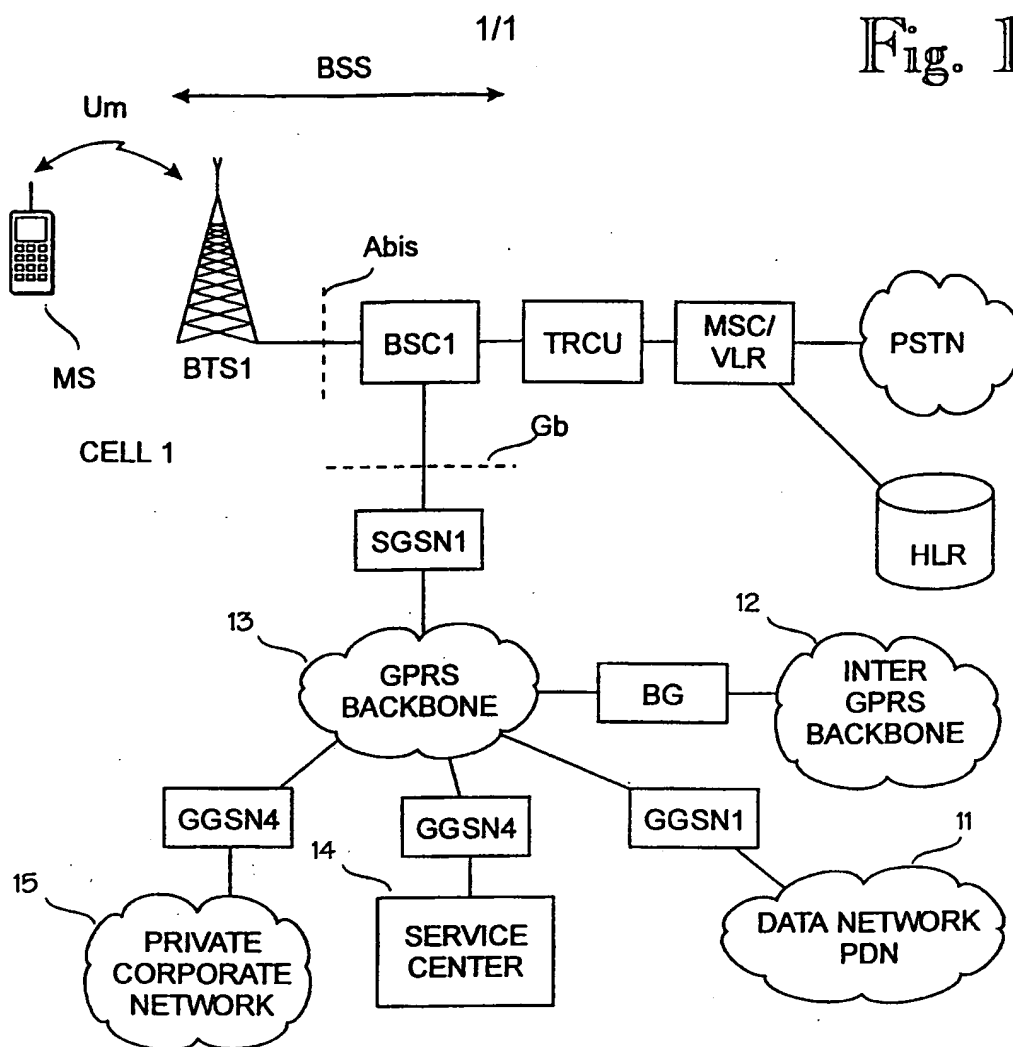 1/1
Fig. 1
BSS
Um
Abis
MS
BTS1
BSC1
TRCU
MSC/
VLR
PSTN
CELL 1
Gb
SGSN1
HLR
13
GPRS
BACKBONE
BG
12
INTER
GPRS
BACKBONE
GGSN4
GGSN4
GGSN1
15
PRIVATE
CORPORATE
NETWORK
14
SERVICE
CENTER
11
DATA NETWORK
PDN